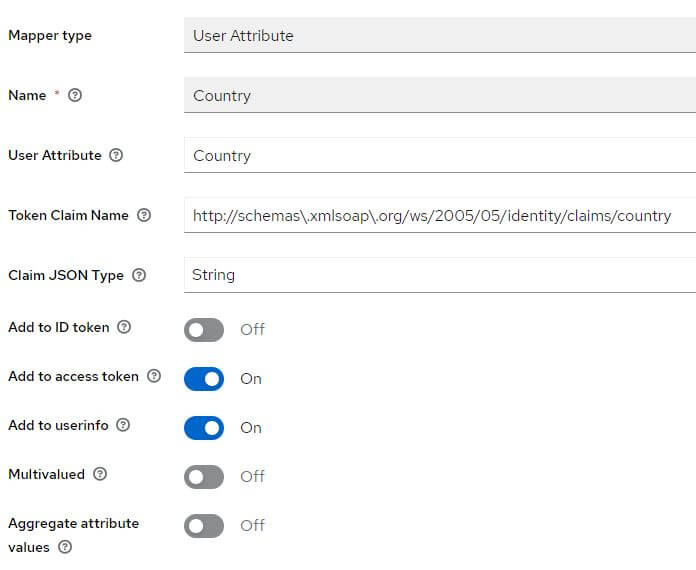 Mapper type User Attribute
Name * Country
User Attribute Country
Token Claim Name http://schemas\.xmlsoap\.org/ws/2005/05/identity/claims/country
Claim JSON Type String
Add to ID token Off
Add to access token On
Add to userinfo On
Multivalued Off
Aggregate attribute Off
values